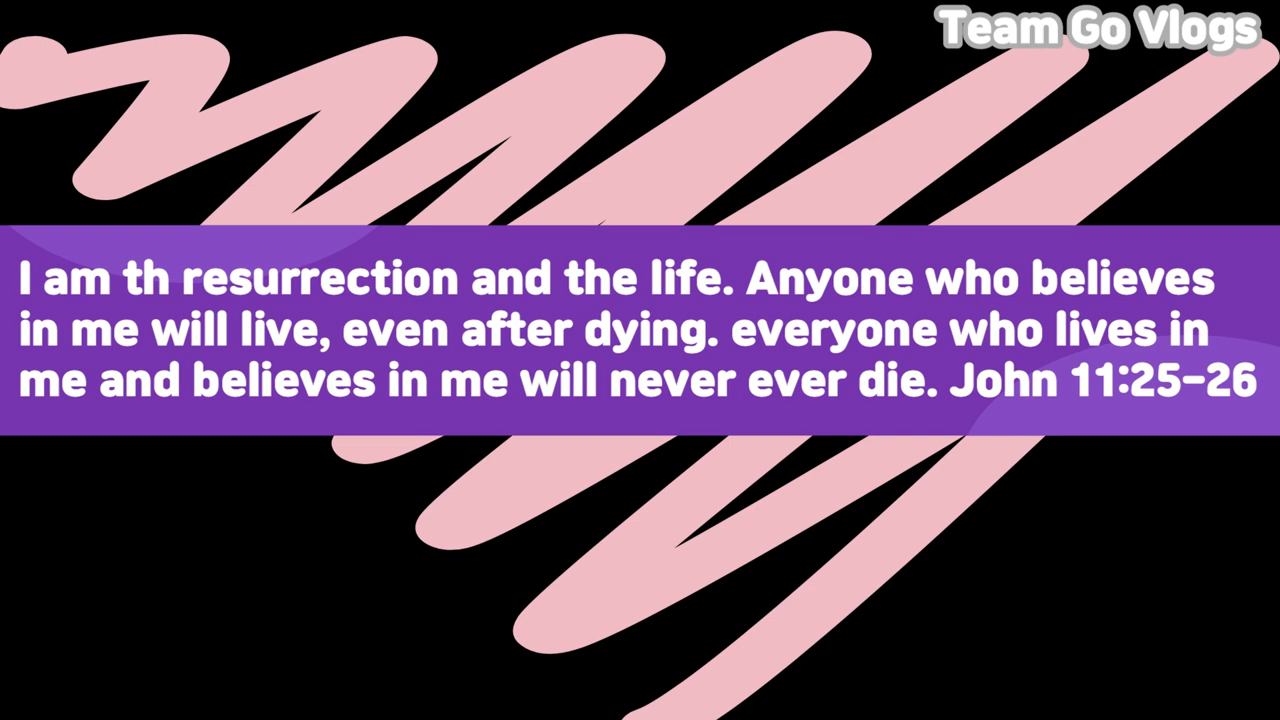 Team Go Vlogs
I am th resurrection and the life. Anyone who believes
in me will live, even after dying. everyone who lives in
me and believes in me will never ever die. John 11:25-26